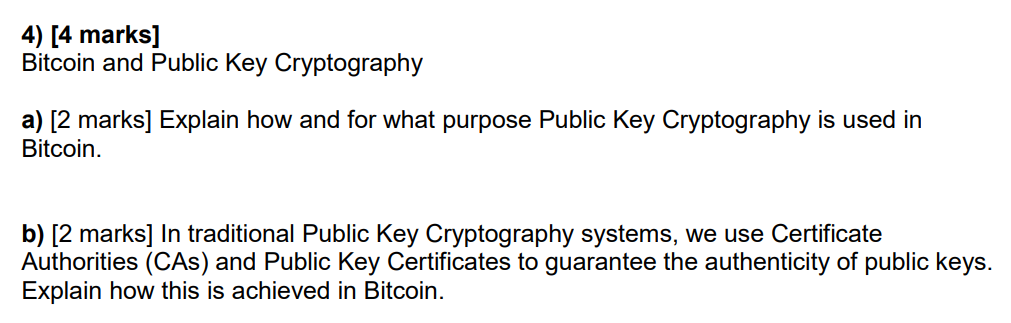 4) [4 marks]
Bitcoin and Public Key Cryptography
a) [2 marks] Explain how and for what purpose Public Key Cryptography is used in
Bitcoin.
b) [2 marks] In traditional Public Key Cryptography systems, we use Certificate
Authorities (CAs) and Public Key Certificates to guarantee the authenticity of public keys.
Explain how this is achieved in Bitcoin.